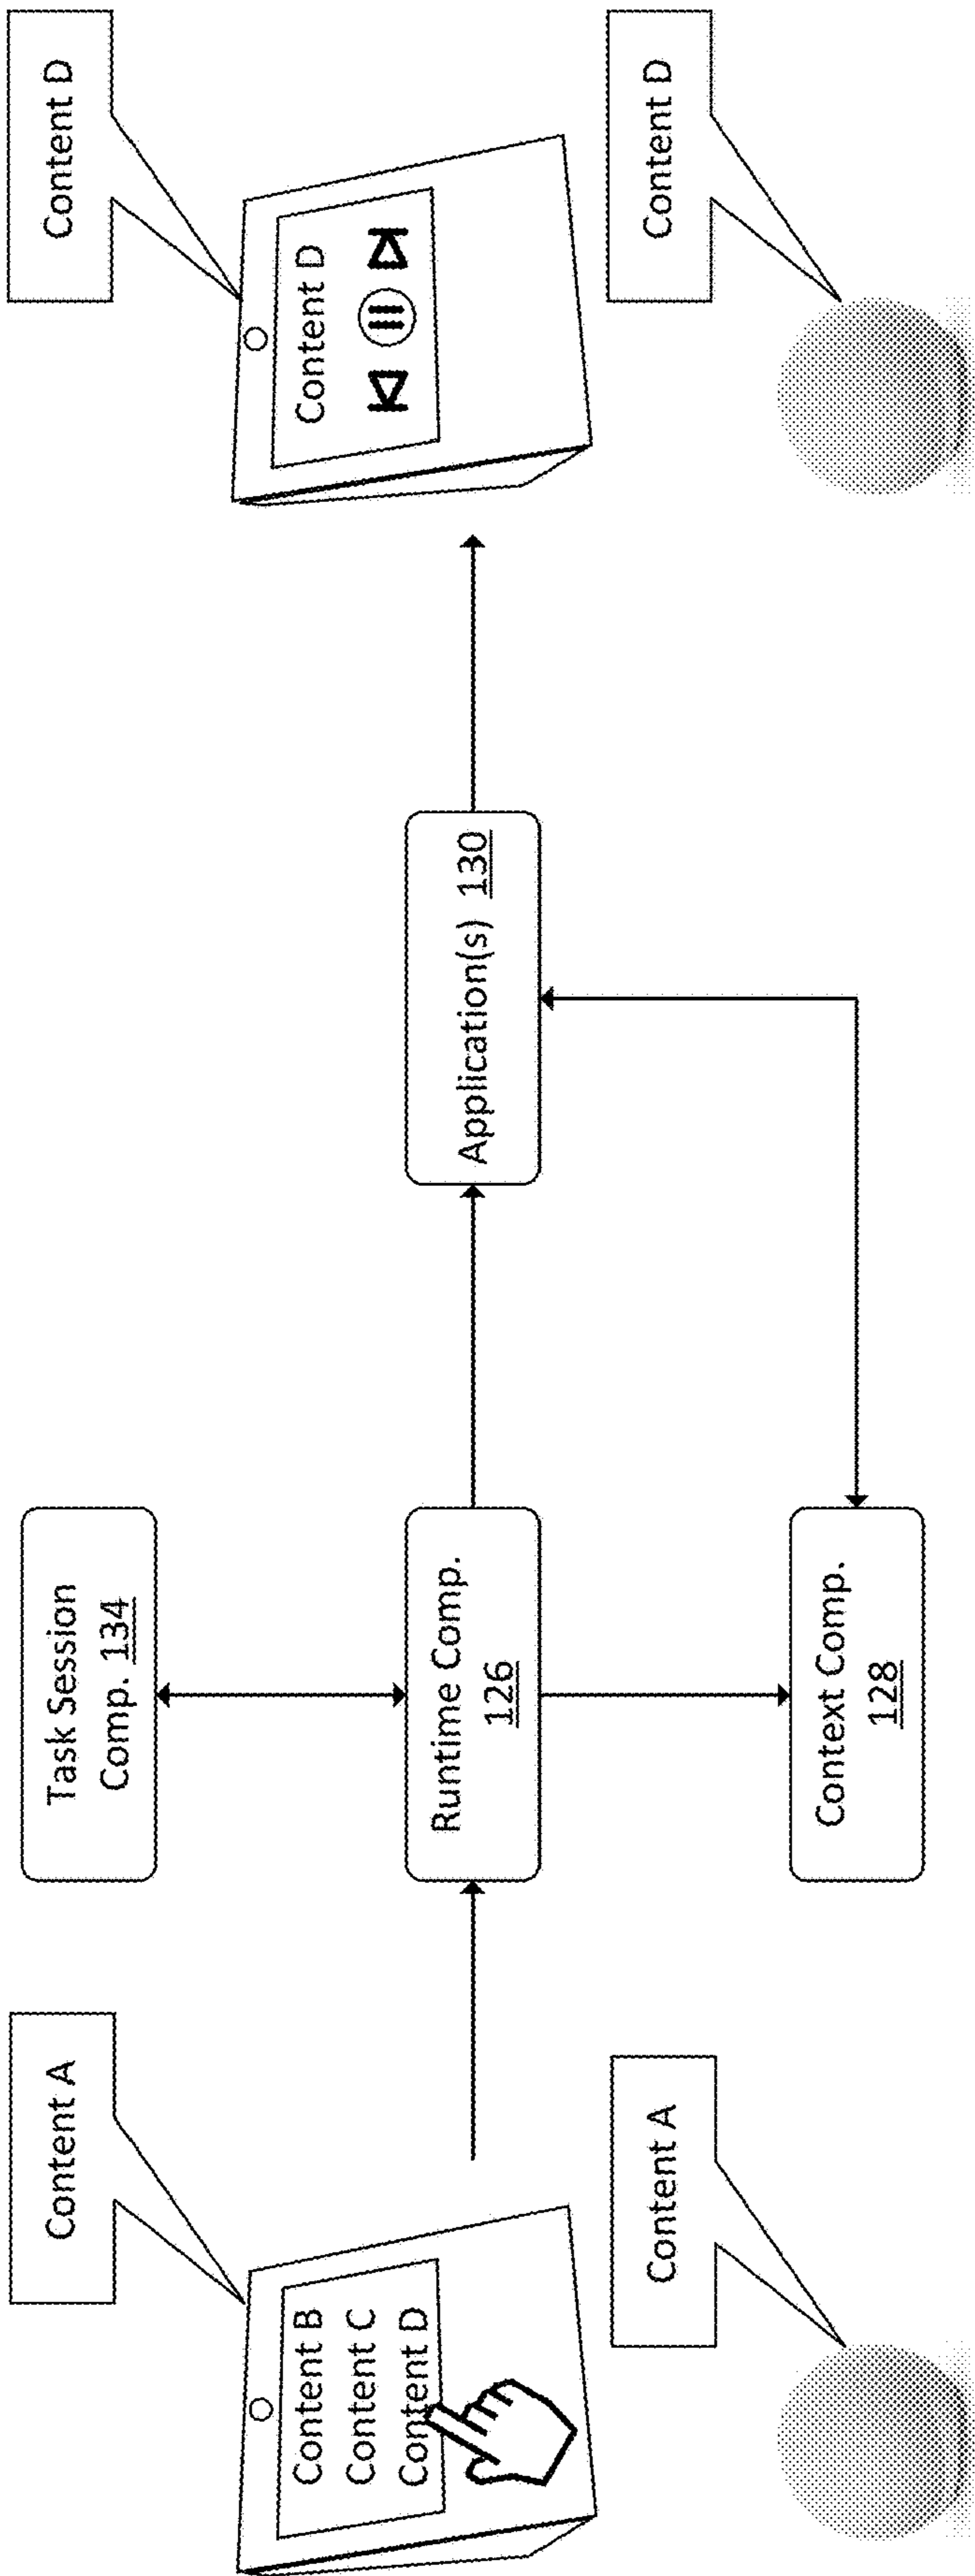 Content A
Content B
Content C
Content D
Content A
Task Session
Comp. 134
Runtime Comp.
126
Context Comp.
128
Application(s) 130
Content D
Content D
Content D